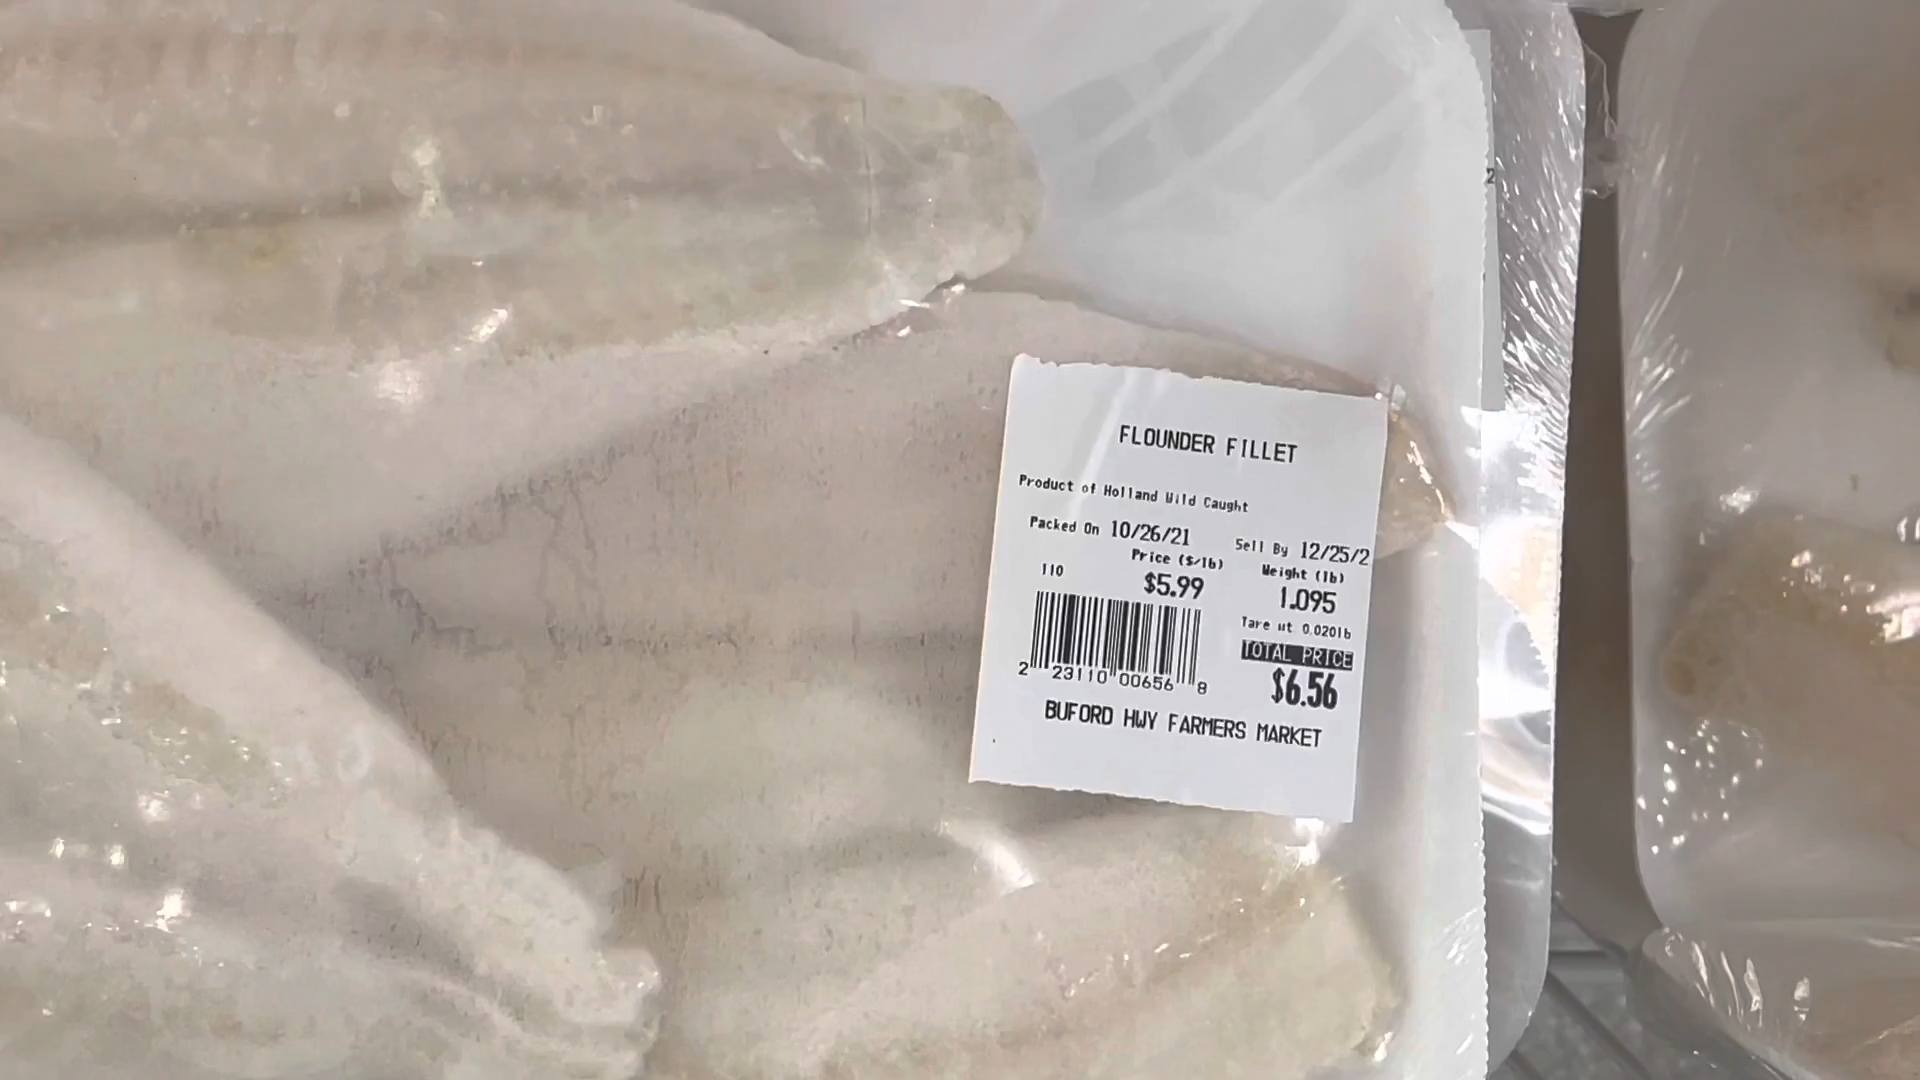 FLOUNDER FILLET
Product of Holland Wild Caught
Packed On 10/26/21 Sell By 12/25/2
Price ($/lb) Weight (lb)
110 $5.99 1.095
Tare wt 0.020lb
TOTAL PRICE
$6.56
2 23110 00656 8
BUFORD HWY FARMERS MARKET
2